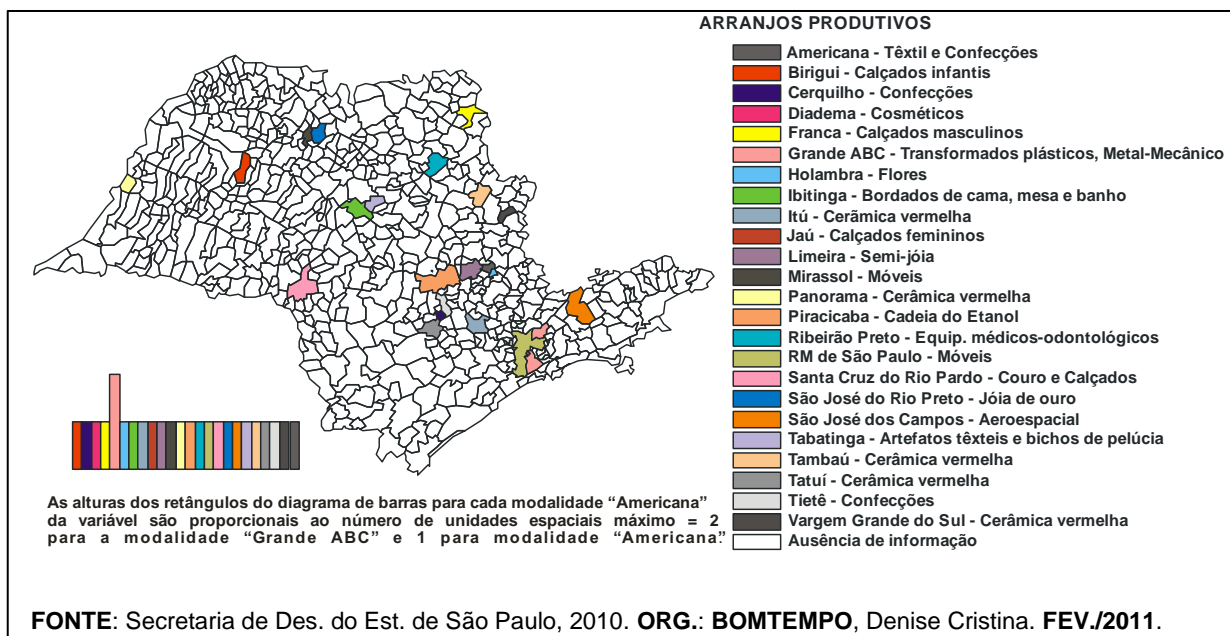 ARRANJOS PRODUTIVOS
Americana - Têxtil e Confecções
Birigui - Calçados infantis
Cerquilho - Confecções
Diadema - Cosméticos
Franca - Calçados masculinos
Grande ABC - Transformados plásticos, Metal-Mecânico
Holambra - Flores
Ibitinga - Bordados de cama, mesa e banho
Itú - Cerãmica vermelha
Jaú - Calçados femininos
Limeira - Semi-jóia
Mirassol - Móveis
Panorama - Cerâmica vermelha
Piracicaba - Cadeia do Etanol
Ribeirão Preto - Equip. médicos-odontológicos
RM de São Paulo - Móveis
Santa Cruz do Rio Pardo - Couro e Calçados
São José do Rio Preto - Jóia de ouro
São José dos Campos - Aeroespacial
Tabatinga - Artefatos têxteis e bichos de pelúcia
Tambaú - Cerâmica vermelha
Tatuí - Cerâmica vermelha
Tietê - Confecções
Vargem Grande do Sul - Cerâmica vermelha
Ausência de informação
As alturas dos retângulos do diagrama de barras para cada modalidade “Americana”
da variável são proporcionais ao número de unidades espaciais máximo = 2
para a modalidade “Grande ABC” e 1 para modalidade “Americana”.
FONTE: Secretaria de Des. do Est. de São Paulo, 2010. ORG.: BOMTEMPO, Denise Cristina. FEV./2011.